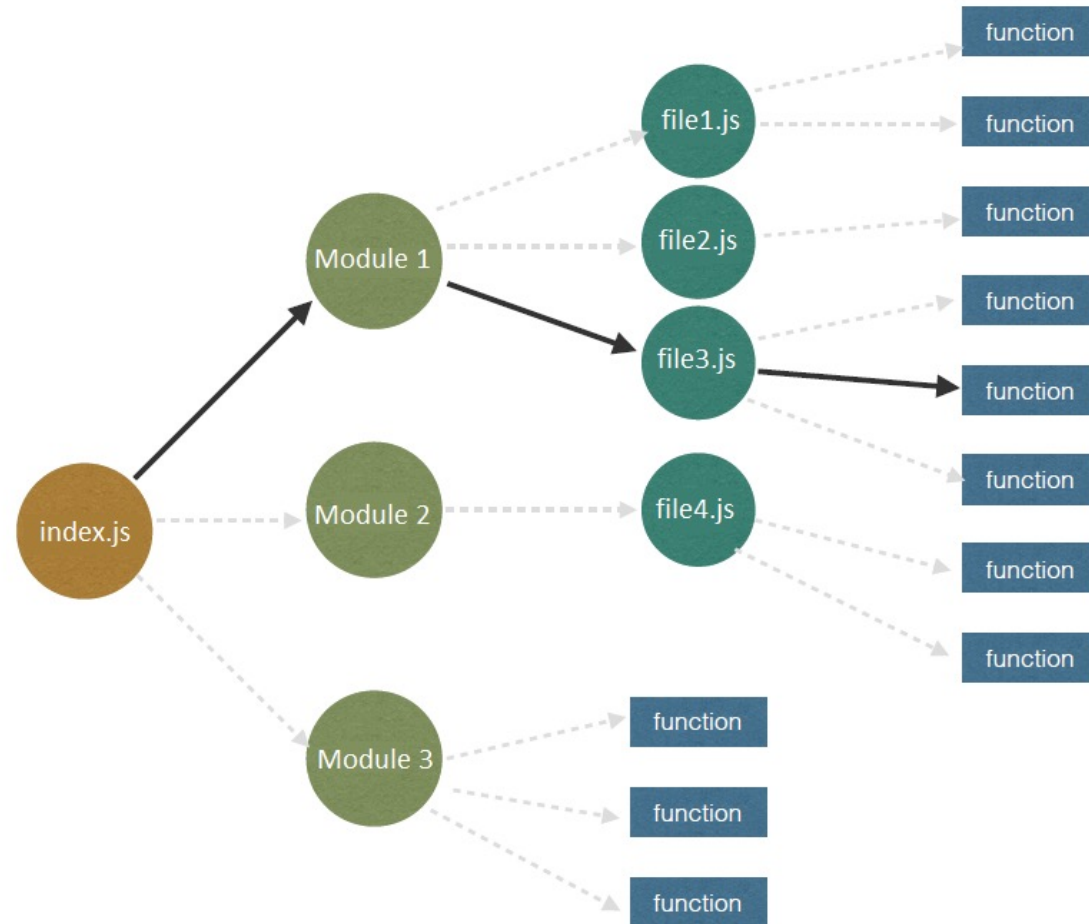 function
file1.js
function
function
file2.js
Module 1
function
file3.js
function
function
Module 2
file4.js
index.js
function
function
function
Module 3
function
function